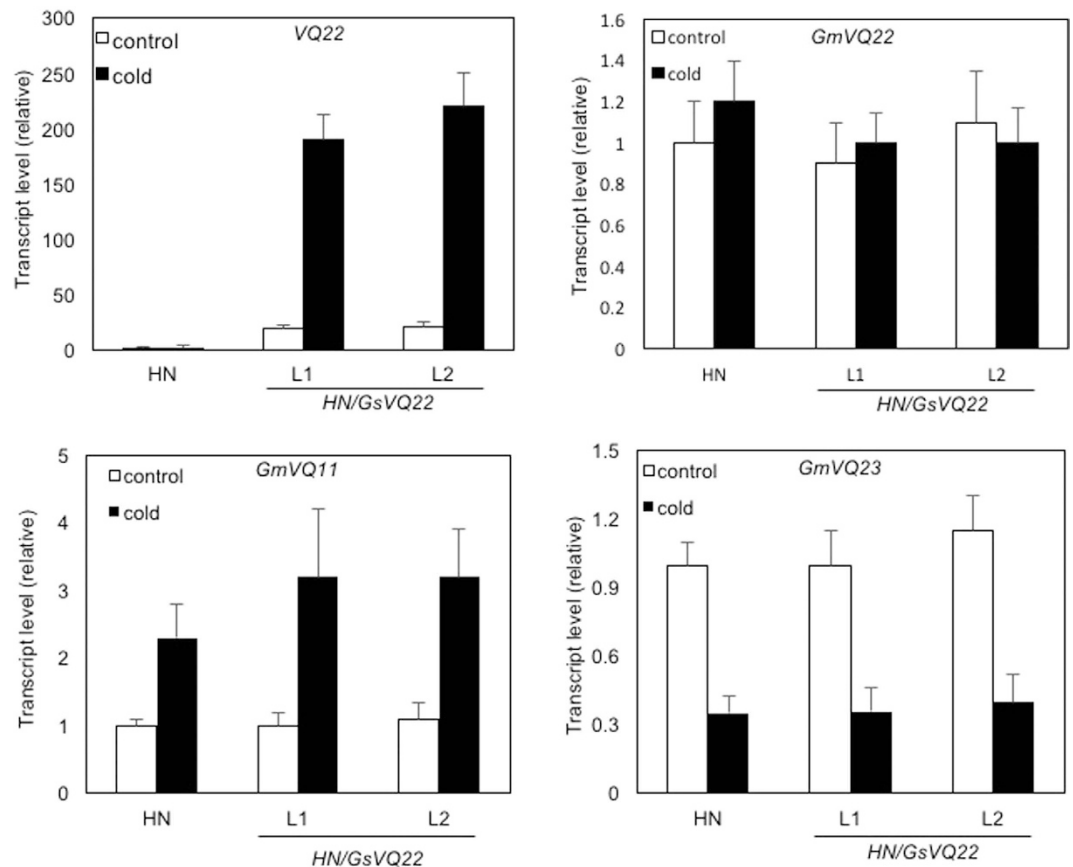 VQ22
control
cold
Transcript level (relative)
300
250
200
150
100
50
0
HN
L1
L2
HN/GsVQ22
GmVQ22
control
cold
Transcript level (relative)
1.6
1.4
1.2
1
0.8
0.6
0.4
0.2
0
HN
L1
L2
HN/GsVQ22
GmVQ11
control
cold
Transcript level (relative)
5
4
3
2
1
0
HN
L1
L2
HN/GsVQ22
GmVQ23
control
cold
Transcript level (relative)
1.5
1.2
0.9
0.6
0.3
0
HN
L1
L2
HN/GsVQ22